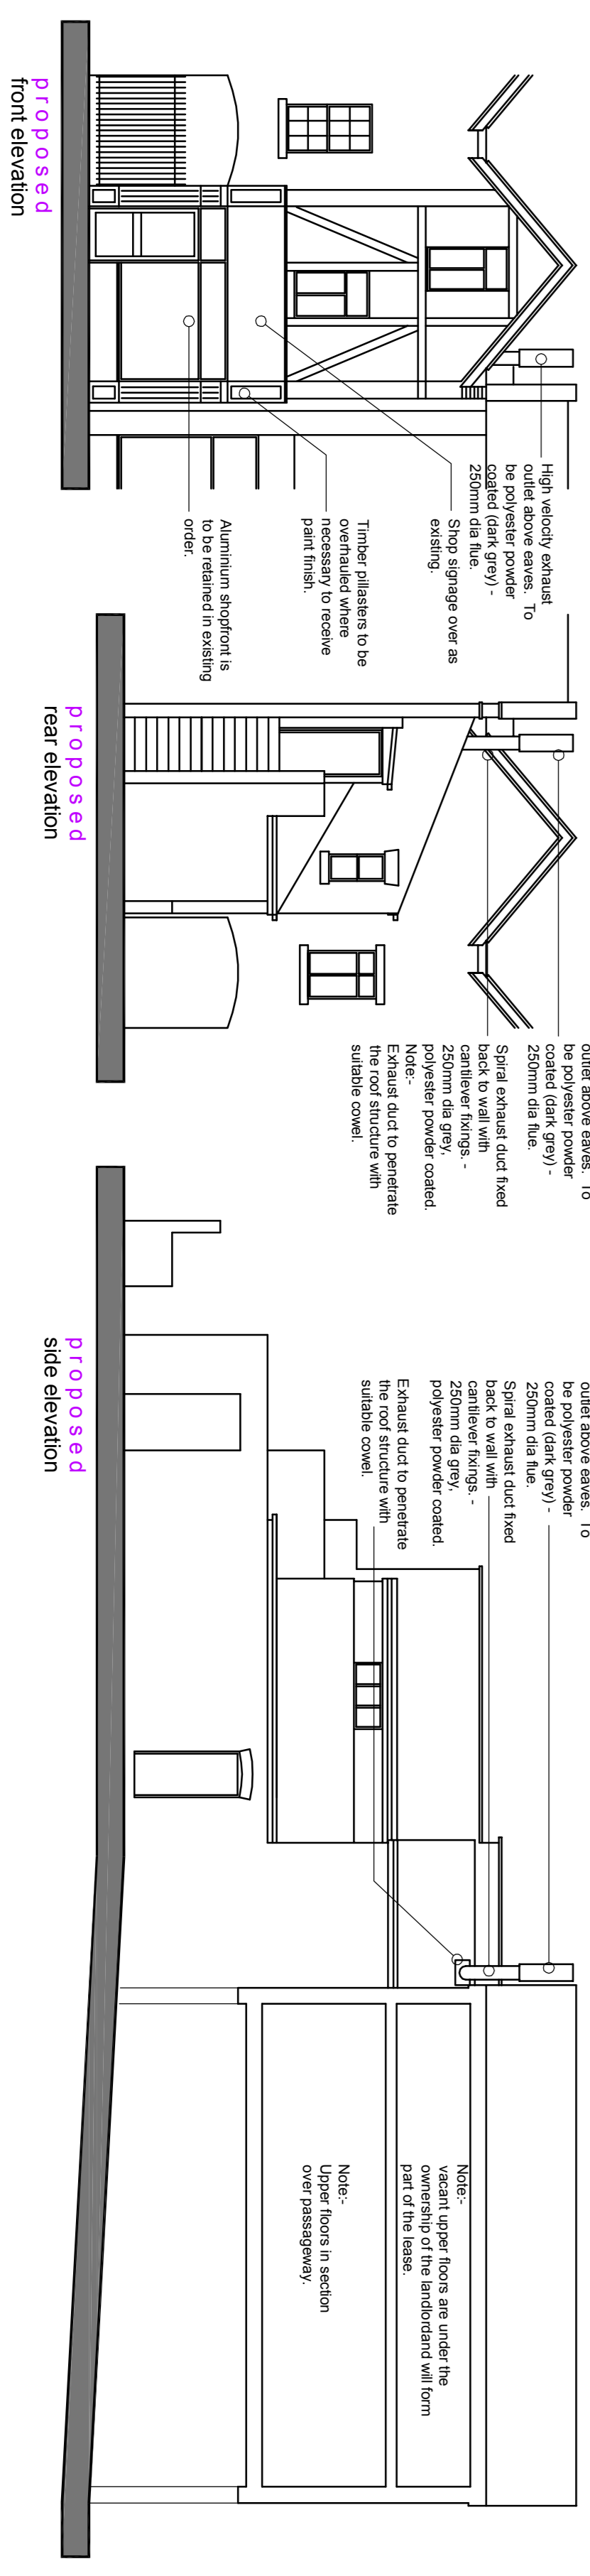 High velocity exhaust
outlet above eaves. To
be polyester powder
coated (dark grey) -
250mm dia flue.
Shop signage over as
existing.
Timber pillasters to be
overhauled where
necessary to receive
paint finish.
Aluminium shopfront is
to be retained in existing
order.
proposed
front elevation
outlet above eaves. To
be polyester powder
coated (dark grey) -
250mm dia flue.
Spiral exhaust duct fixed
back to wall with
cantilever fixings. -
250mm dia grey,
polyester powder coated.
Note:-
Exhaust duct to penetrate
the roof structure with
suitable cowel.
proposed
rear elevation
outlet above eaves. To
be polyester powder
coated (dark grey) -
250mm dia flue.
Spiral exhaust duct fixed
back to wall with
cantilever fixings. -
250mm dia grey,
polyester powder coated.
Exhaust duct to penetrate
the roof structure with
suitable cowel.
Note:-
vacant upper floors are under the
ownership of the landlordand will form
part of the lease.
Note:-
Upper floors in section
over passageway.
proposed
side elevation